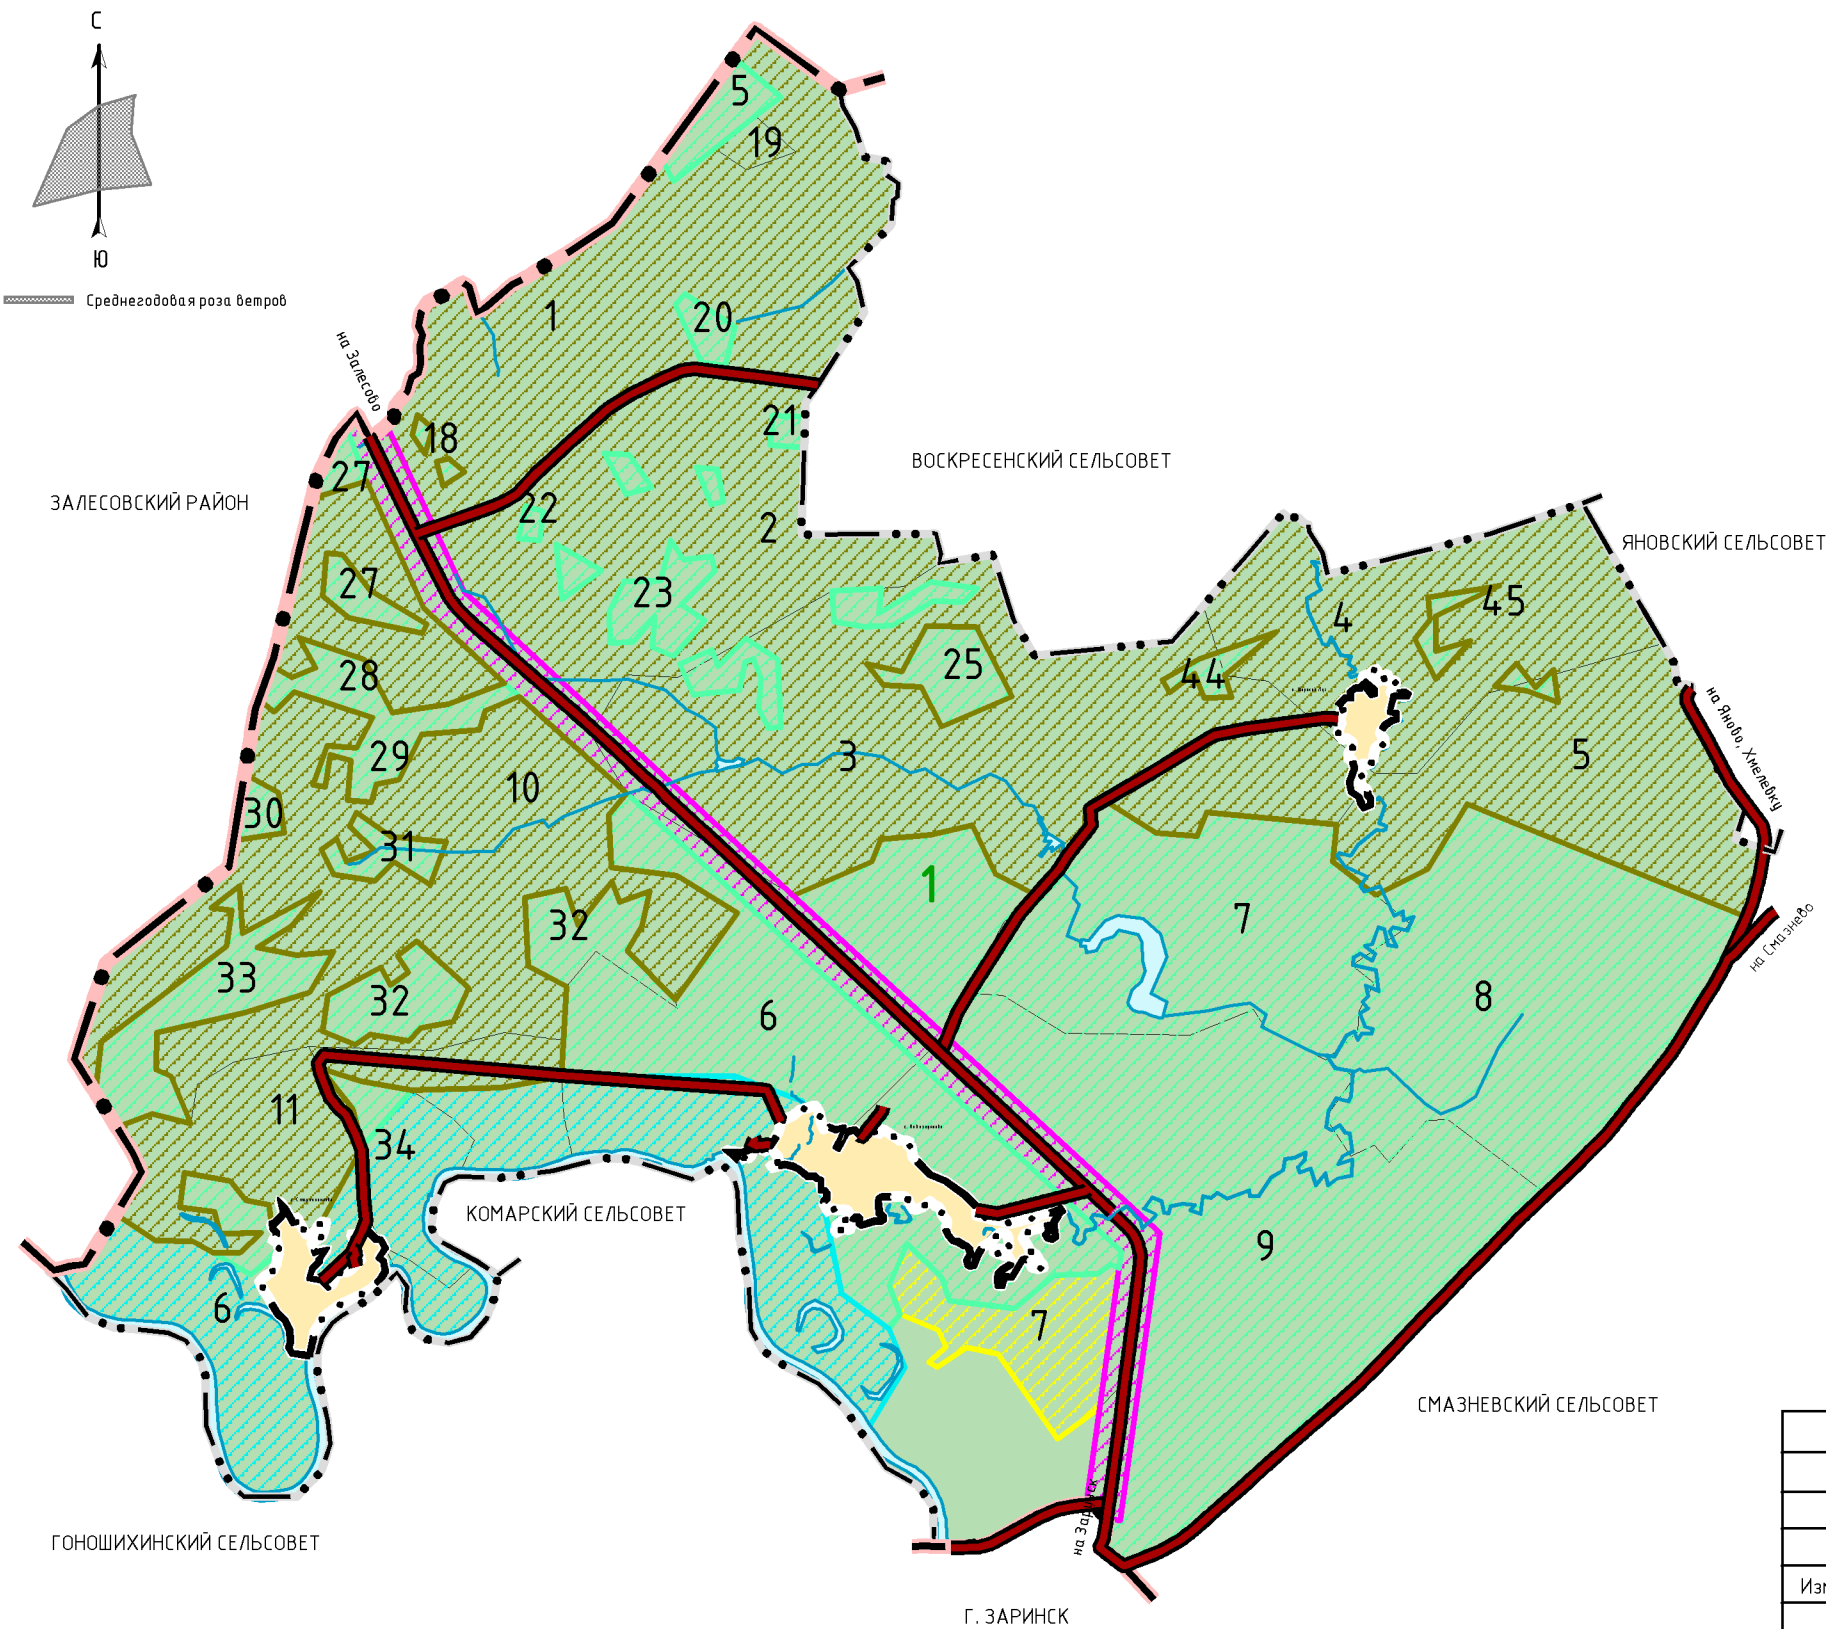 С
Ю
Среднегодовая роза ветров
на Залесово
ЗАЛЕСОВСКИЙ РАЙОН
ВОСКРЕСЕНСКИЙ СЕЛЬСОВЕТ
ЯНОВСКИЙ СЕЛЬСОВЕТ
на Яново, Хмелевку
на Смазнево
КОМАРСКИЙ СЕЛЬСОВЕТ
СМАЗНЕВСКИЙ СЕЛЬСОВЕТ
ГОНОШИХИНСКИЙ СЕЛЬСОВЕТ
на Заринск
Г. ЗАРИНСК
5
19
1
20
18
21
27
22
2
23
27
28
25
44
4
45
29
10
3
5
30
31
1
32
7
33
32
6
8
11
34
9
6
7